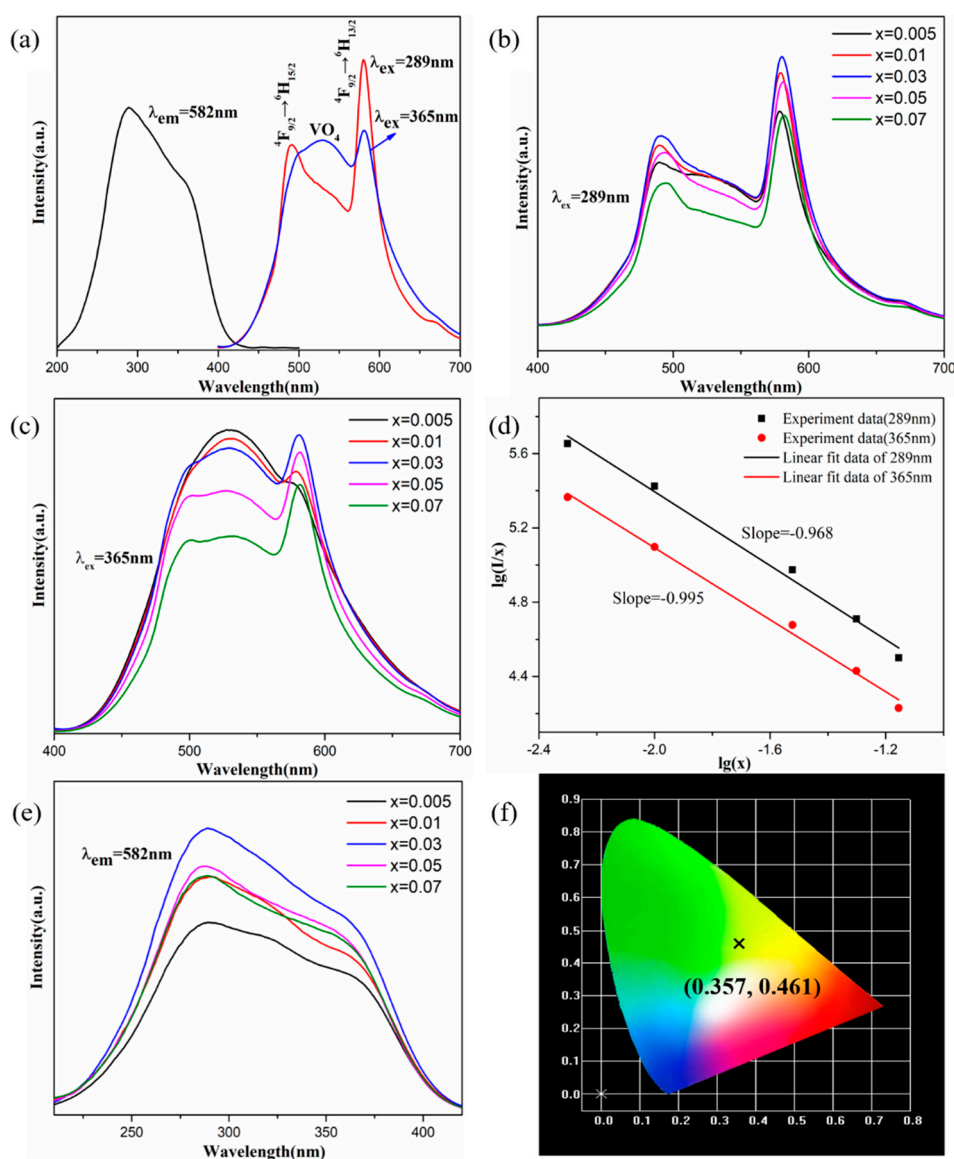 (a)
λem=582nm
4F9/2→6H15/2
VO4
4F9/2→6H13/2
λex=289nm
λex=365nm
Intensity(a.u.)
200 300 400 500 600 700
Wavelength(nm)
(b)
x=0.005
x=0.01
x=0.03
x=0.05
x=0.07
λex=289nm
Intensity(a.u.)
400 500 600 700
Wavelength(nm)
(c)
x=0.005
x=0.01
x=0.03
x=0.05
x=0.07
λex=365nm
Intensity(a.u.)
400 500 600 700
Wavelength(nm)
(d)
Experiment data(289nm)
Experiment data(365nm)
Linear fit data of 289nm
Linear fit data of 365nm
Slope=-0.968
Slope=-0.995
lg(I/x)
5.6
5.2
4.8
4.4
-2.4 -2.0 -1.6 -1.2
lg(x)
(e)
x=0.005
x=0.01
x=0.03
x=0.05
x=0.07
λem=582nm
Intensity(a.u.)
250 300 350 400
Wavelength(nm)
(f)
0.9
0.8
0.7
0.6
0.5
0.4
0.3
0.2
0.1
0.0
(0.357, 0.461)
0.0 0.1 0.2 0.3 0.4 0.5 0.6 0.7 0.8